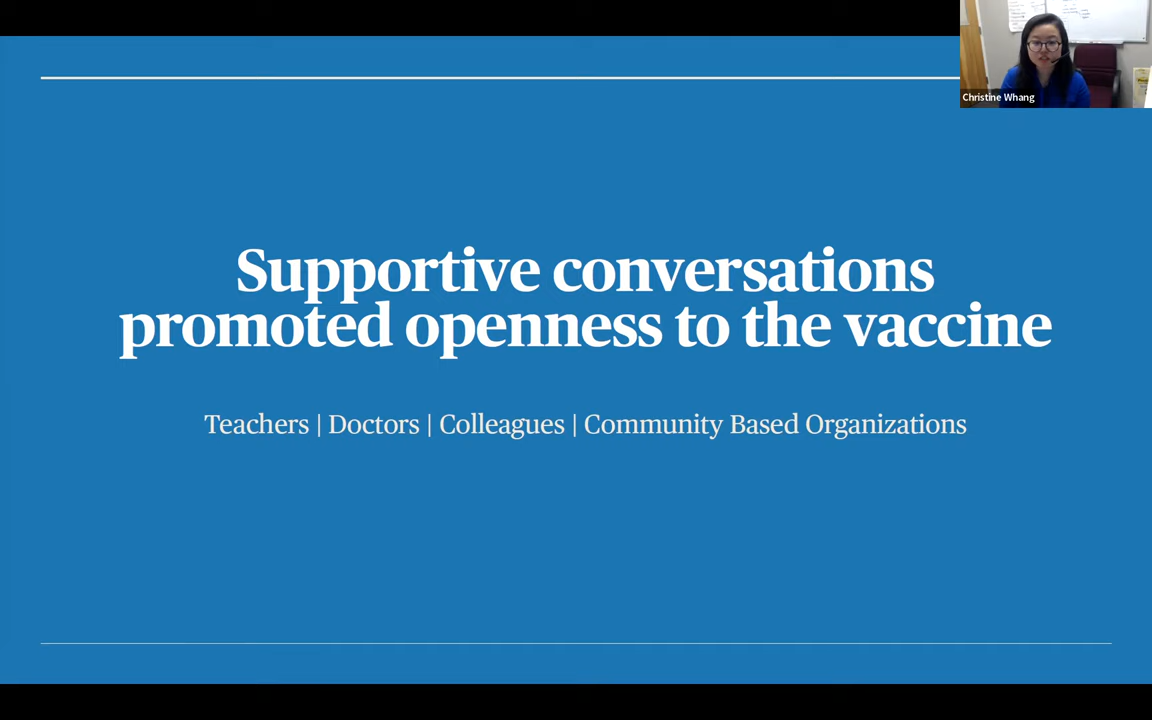 Christine Whang
Supportive conversations
promoted openness to the vaccine
Teachers | Doctors | Colleagues | Community Based Organizations